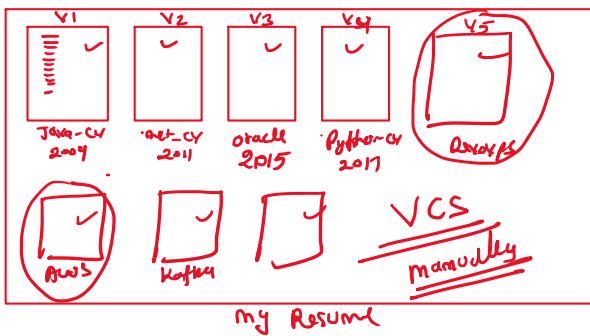 V1 V2 V3 V4 V5
Java-cv .net_cv oracle Python-cv Devops
2009 2011 2015 2017
AWS Kafka
VCS
manually
my Resume